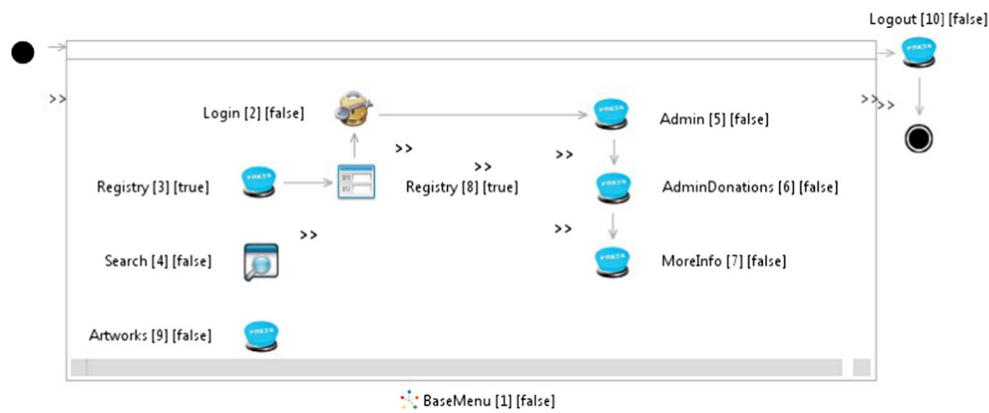 Logout [10] [false]
>>
>>
>>
Login [2] [false]
Admin [5] [false]
>>
>>
>>
Registry [3] [true]
Registry [8] [true]
AdminDonations [6] [false]
>>
>>
Search [4] [false]
MoreInfo [7] [false]
Artworks [9] [false]
BaseMenu [1] [false]